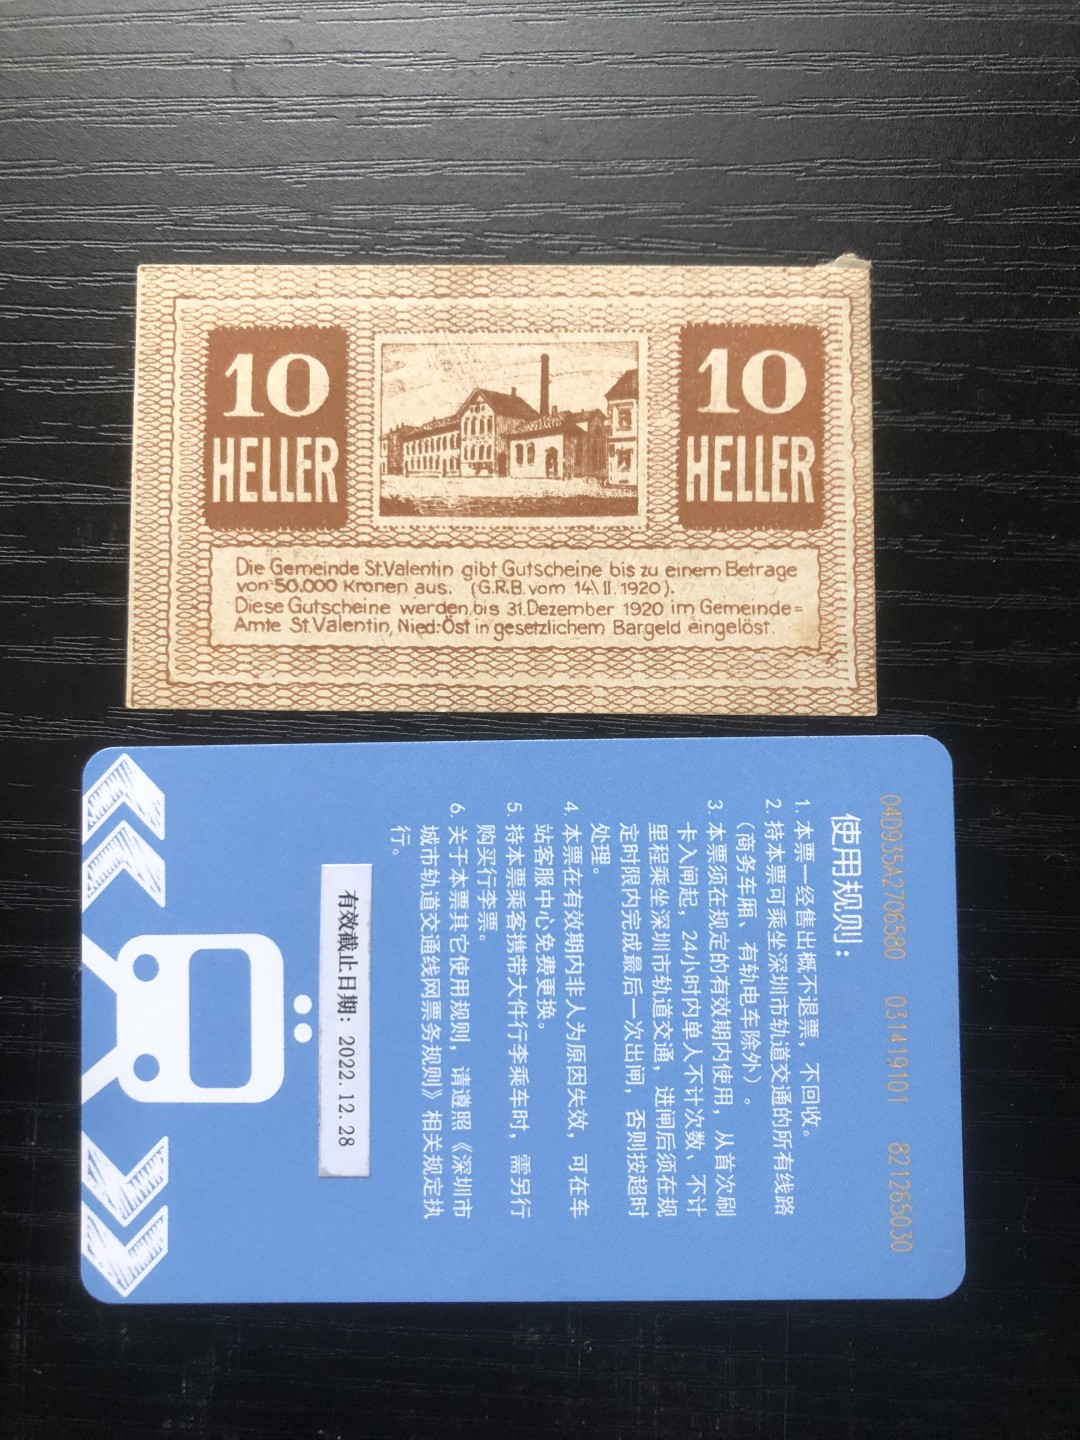 10
HELLER
10
HELLER
Die Gemeinde St.Valentin gibt Gutscheine bis zu einem Betrage
von 50.000 Kronen aus. (G.R.B. vom 14\II. 1920).
Diese Gutscheine werden bis 31.Dezember 1920 im Gemeinde=
Amte St.Valentin, Nied.-Öst in gesetzlichem Bargeld eingelöst.
04D935A2706580 031419101 821265030
使用规则：
1. 本票一经售出概不退票，不回收。
2. 持本票可乘坐深圳市轨道交通的所有线路
（商务车厢、有轨电车除外）。
3. 本票须在规定的有效期内使用，从首次刷
卡入闸起，24小时内单人不计次数、不计
里程乘坐深圳市轨道交通，进闸后须在规
定时限内完成最后一次出闸，否则按超时
处理。
4. 本票在有效期内非人为原因失效，可在车
站客服中心免费更换。
5. 持本票乘客携带大件行李乘车时，需另行
购买行李票。
6. 关于本票其它使用规则，请遵照《深圳市
城市轨道交通线网票务规则》相关规定执
行。
有效截止日期：2022.12.28